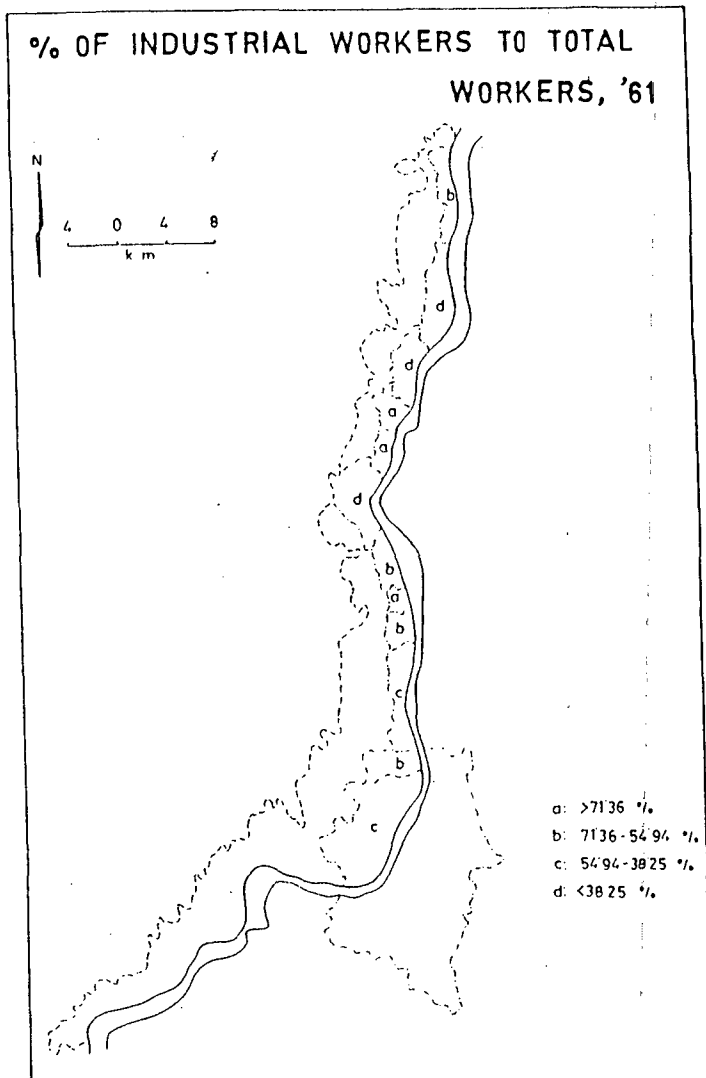 % OF INDUSTRIAL WORKERS TO TOTAL
WORKERS, '61
N
4 0 4 8
km
b
d
d
a
a
d
b
a
b
c
b
c
a: >71·36 %
b: 71·36-54·94 %
c: 54·94-38·25 %
d: <38·25 %